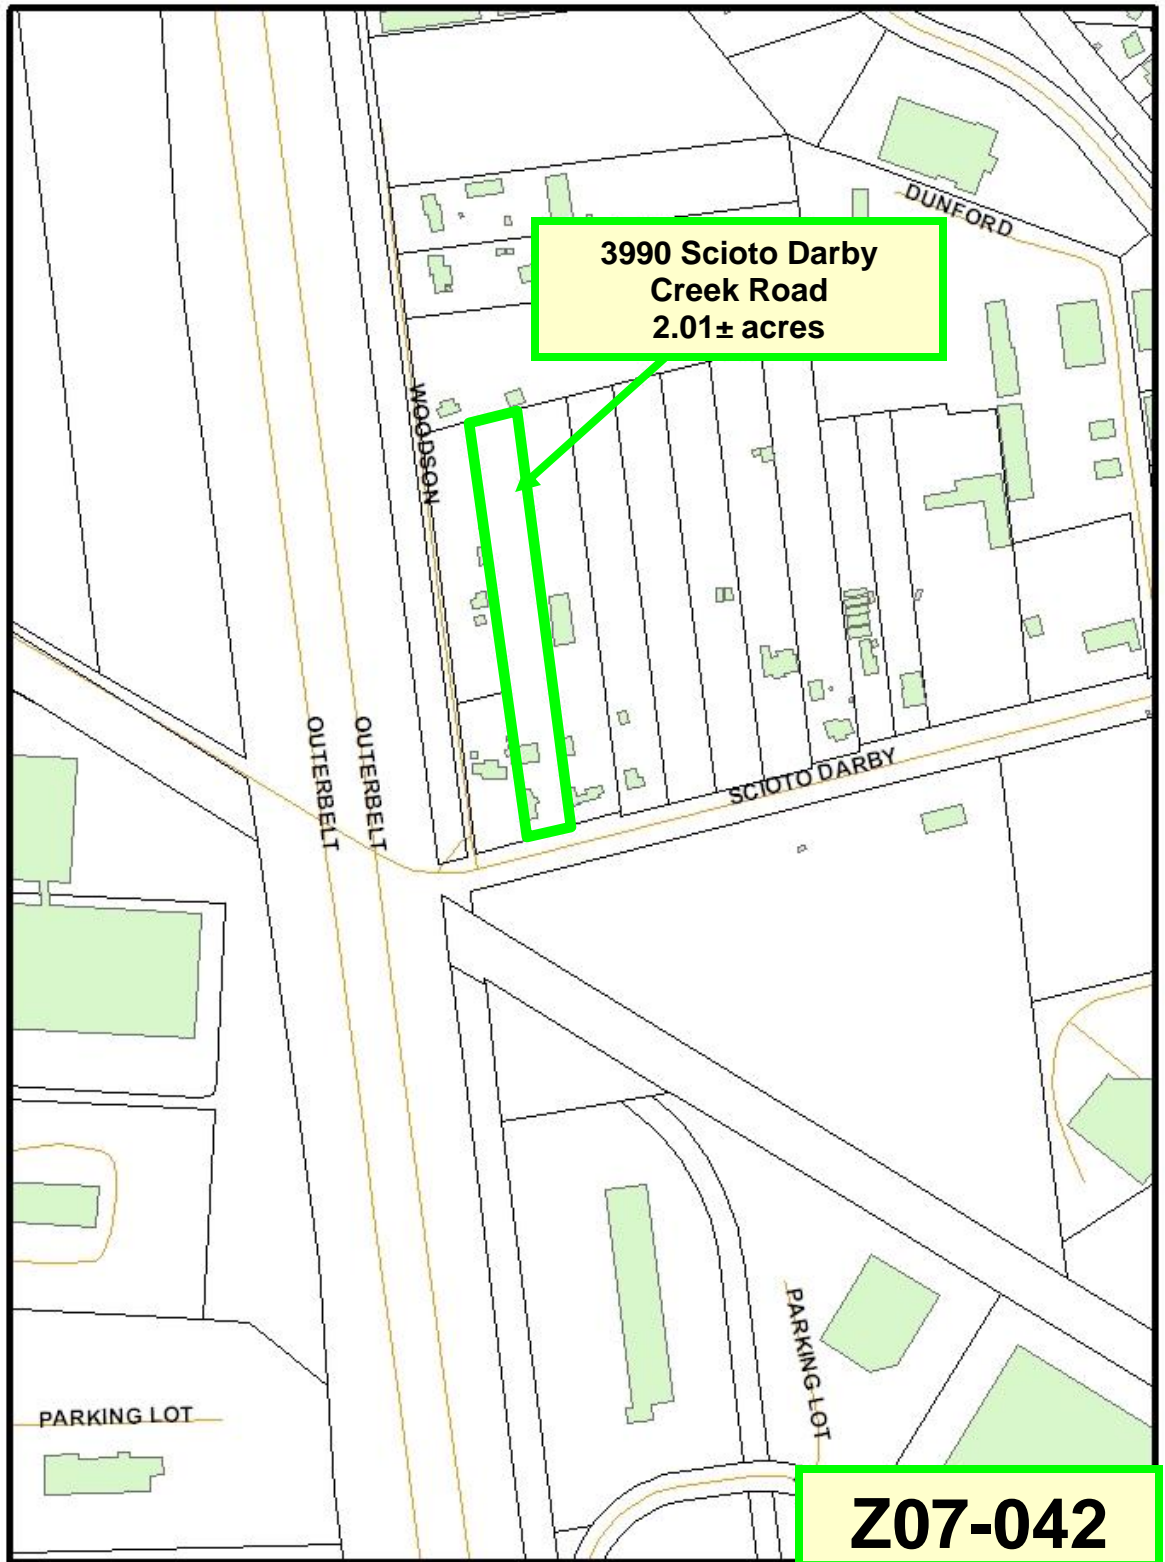 DUNFORD
3990 Scioto Darby
Creek Road
2.01± acres
WOODSON
OUTERBELT
OUTERBELT
SCIOTO DARBY
PARKING LOT
PARKING LOT
Z07-042